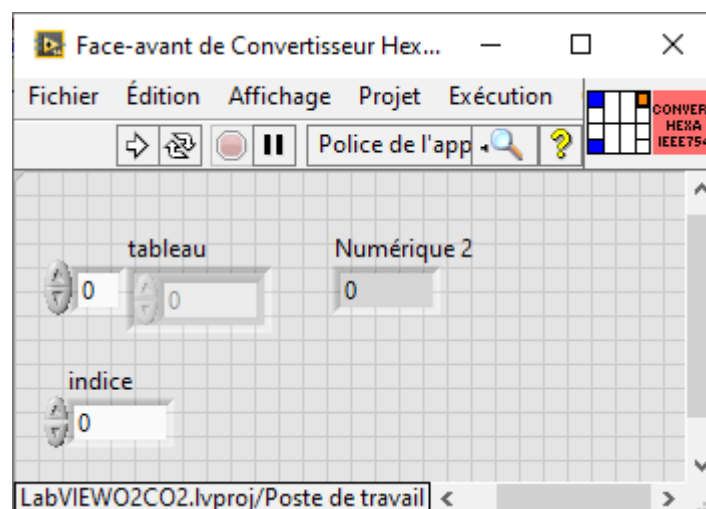 Face-avant de Convertisseur Hex...
Fichier Édition Affichage Projet Exécution
CONVER
HEXA
IEEE754
Police de l'app
tableau
Numérique 2
0
0
0
indice
0
LabVIEWO2CO2.lvproj/Poste de travail